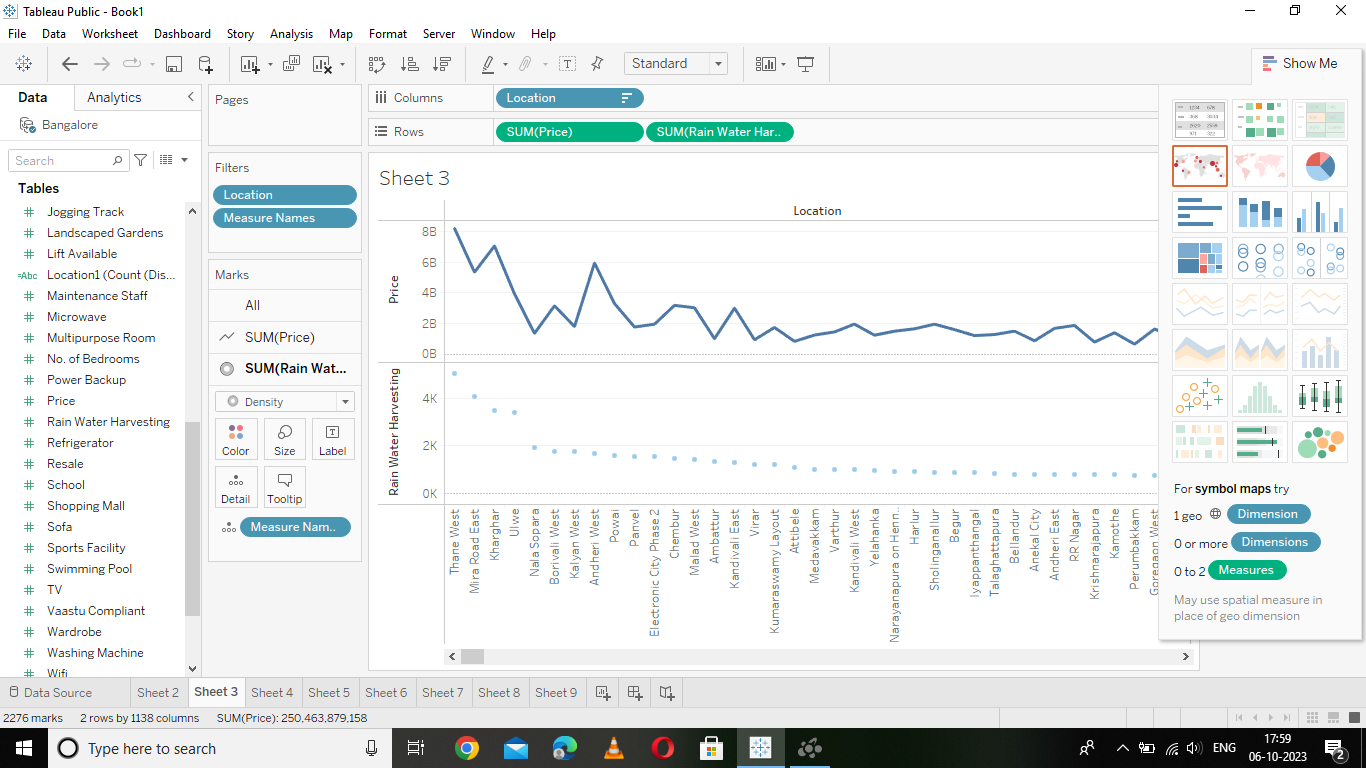 Tableau Public - Book1
File Data Worksheet Dashboard Story Analysis Map Format Server Window Help
Standard
Show Me
Data Analytics
Bangalore
Search
Tables
Jogging Track
Landscaped Gardens
Lift Available
=Abc Location1 (Count (Dis...
Maintenance Staff
Microwave
Multipurpose Room
No. of Bedrooms
Power Backup
Price
Rain Water Harvesting
Refrigerator
Resale
School
Shopping Mall
Sofa
Sports Facility
Swimming Pool
TV
Vaastu Compliant
Wardrobe
Washing Machine
Wifi
Pages
Filters
Location
Measure Names
Marks
All
SUM(Price)
SUM(Rain Wat...
Density
Color Size Label
Detail Tooltip
Measure Nam..
Columns Location
Rows SUM(Price) SUM(Rain Water Har..
Sheet 3
Location
Price
8B
6B
4B
2B
0B
Rain Water Harvesting
4K
2K
0K
Thane West
Mira Road East
Kharghar
Ulwe
Nala Sopara
Borivali West
Kalyan West
Andheri West
Powai
Panvel
Electronic City Phase 2
Chembur
Malad West
Ambattur
Kandivali East
Virar
Kumaraswamy Layout
Attibele
Medavakkam
Varthur
Kandivali West
Yelahanka
Narayanapura on Henn..
Harlur
Sholinganallur
Begur
Iyappanthangal
Talaghattapura
Bellandur
Anekal City
Andheri East
RR Nagar
Krishnarajapura
Kamothe
Perumbakkam
Goregaon West
For symbol maps try
1 geo Dimension
0 or more Dimensions
0 to 2 Measures
May use spatial measure in
place of geo dimension
Data Source Sheet 2 Sheet 3 Sheet 4 Sheet 5 Sheet 6 Sheet 7 Sheet 8 Sheet 9
2276 marks 2 rows by 1138 columns SUM(Price): 250,463,879,158
Type here to search
ENG
17:59
06-10-2023
2